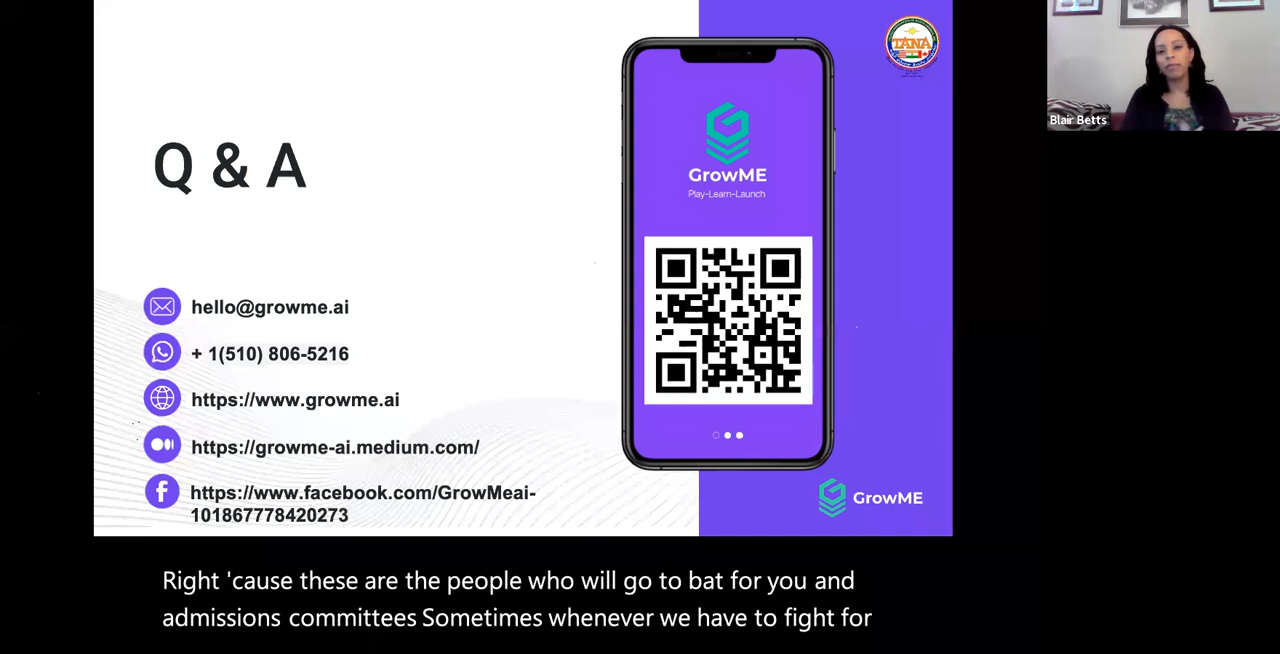 TANA
Blair Betts
Q & A
GrowME
Play-Learn-Launch
hello@growme.ai
+ 1(510) 806-5216
https://www.growme.ai
https://growme-ai.medium.com/
https://www.facebook.com/GrowMeai-
101867778420273
GrowME
Right 'cause these are the people who will go to bat for you and
admissions committees Sometimes whenever we have to fight for